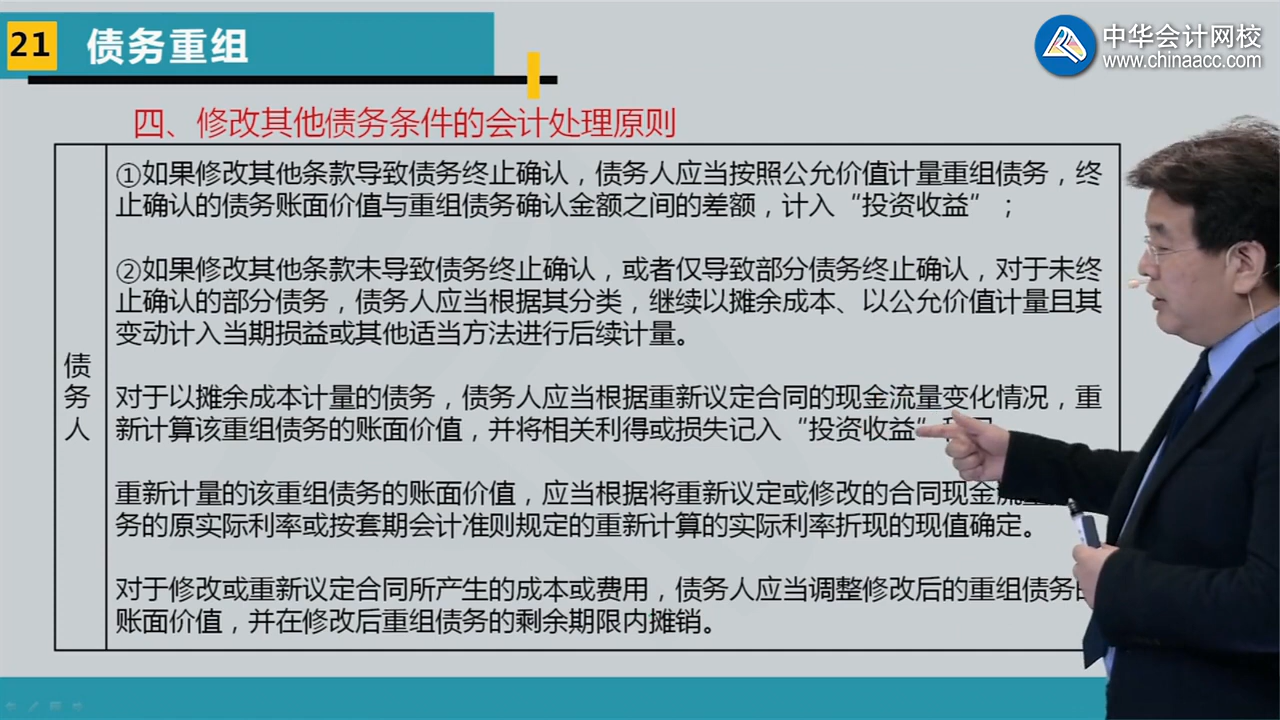 21 债务重组
中华会计网校
www.chinaacc.com
四、修改其他债务条件的会计处理原则
债务人
①如果修改其他条款导致债务终止确认，债务人应当按照公允价值计量重组债务，终
止确认的债务账面价值与重组债务确认金额之间的差额，计入“投资收益”；
②如果修改其他条款未导致债务终止确认，或者仅导致部分债务终止确认，对于未终
止确认的部分债务，债务人应当根据其分类，继续以摊余成本、以公允价值计量且其
变动计入当期损益或其他适当方法进行后续计量。
对于以摊余成本计量的债务，债务人应当根据重新议定合同的现金流量变化情况，重
新计算该重组债务的账面价值，并将相关利得或损失记入“投资收益”
重新计量的该重组债务的账面价值，应当根据将重新议定或修改的合同现金流
务的原实际利率或按套期会计准则规定的重新计算的实际利率折现的现值确定。
对于修改或重新议定合同所产生的成本或费用，债务人应当调整修改后的重组债务
账面价值，并在修改后重组债务的剩余期限内摊销。